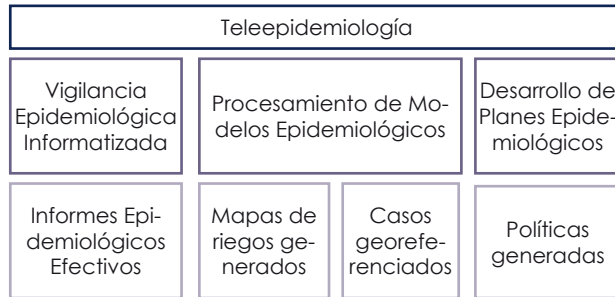 Teleepidemiología
Vigilancia
Epidemiológica
Informatizada
Procesamiento de Mo-
delos Epidemiológicos
Desarrollo de
Planes Epide-
miológicos
Informes Epi-
demiológicos
Efectivos
Mapas de
riegos ge-
nerados
Casos
georefe-
renciados
Políticas
generadas